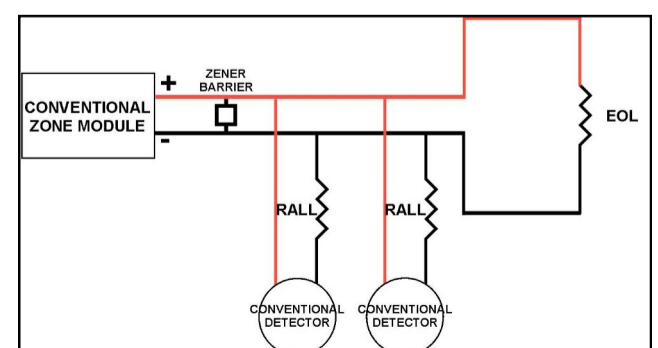 ZENER
BARRIER
+
CONVENTIONAL
ZONE MODULE
-
EOL
RALL
RALL
CONVENTIONAL
DETECTOR
CONVENTIONAL
DETECTOR